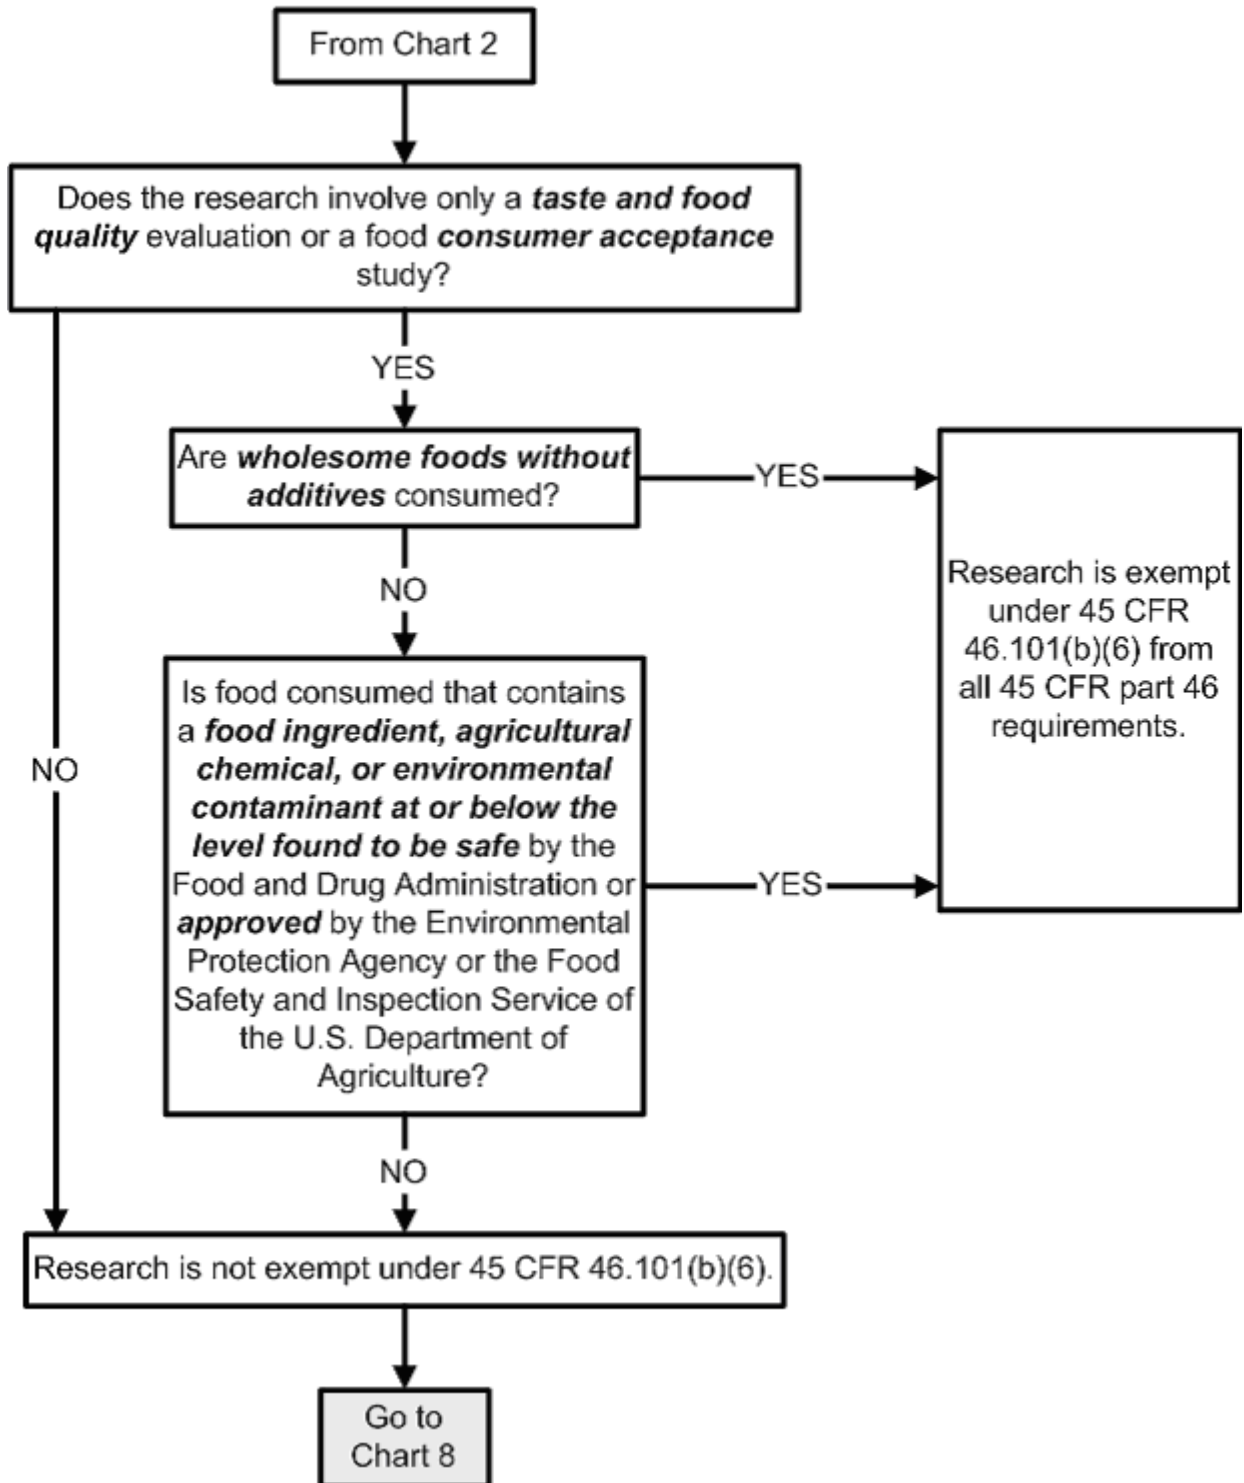 From Chart 2
Does the research involve only a taste and food
quality evaluation or a food consumer acceptance
study?
YES
Are wholesome foods without
additives consumed?
YES
NO
Is food consumed that contains
a food ingredient, agricultural
chemical, or environmental
contaminant at or below the
level found to be safe by the
Food and Drug Administration or
approved by the Environmental
Protection Agency or the Food
Safety and Inspection Service of
the U.S. Department of
Agriculture?
YES
Research is exempt
under 45 CFR
46.101(b)(6) from
all 45 CFR part 46
requirements.
NO
NO
Research is not exempt under 45 CFR 46.101(b)(6).
Go to
Chart 8